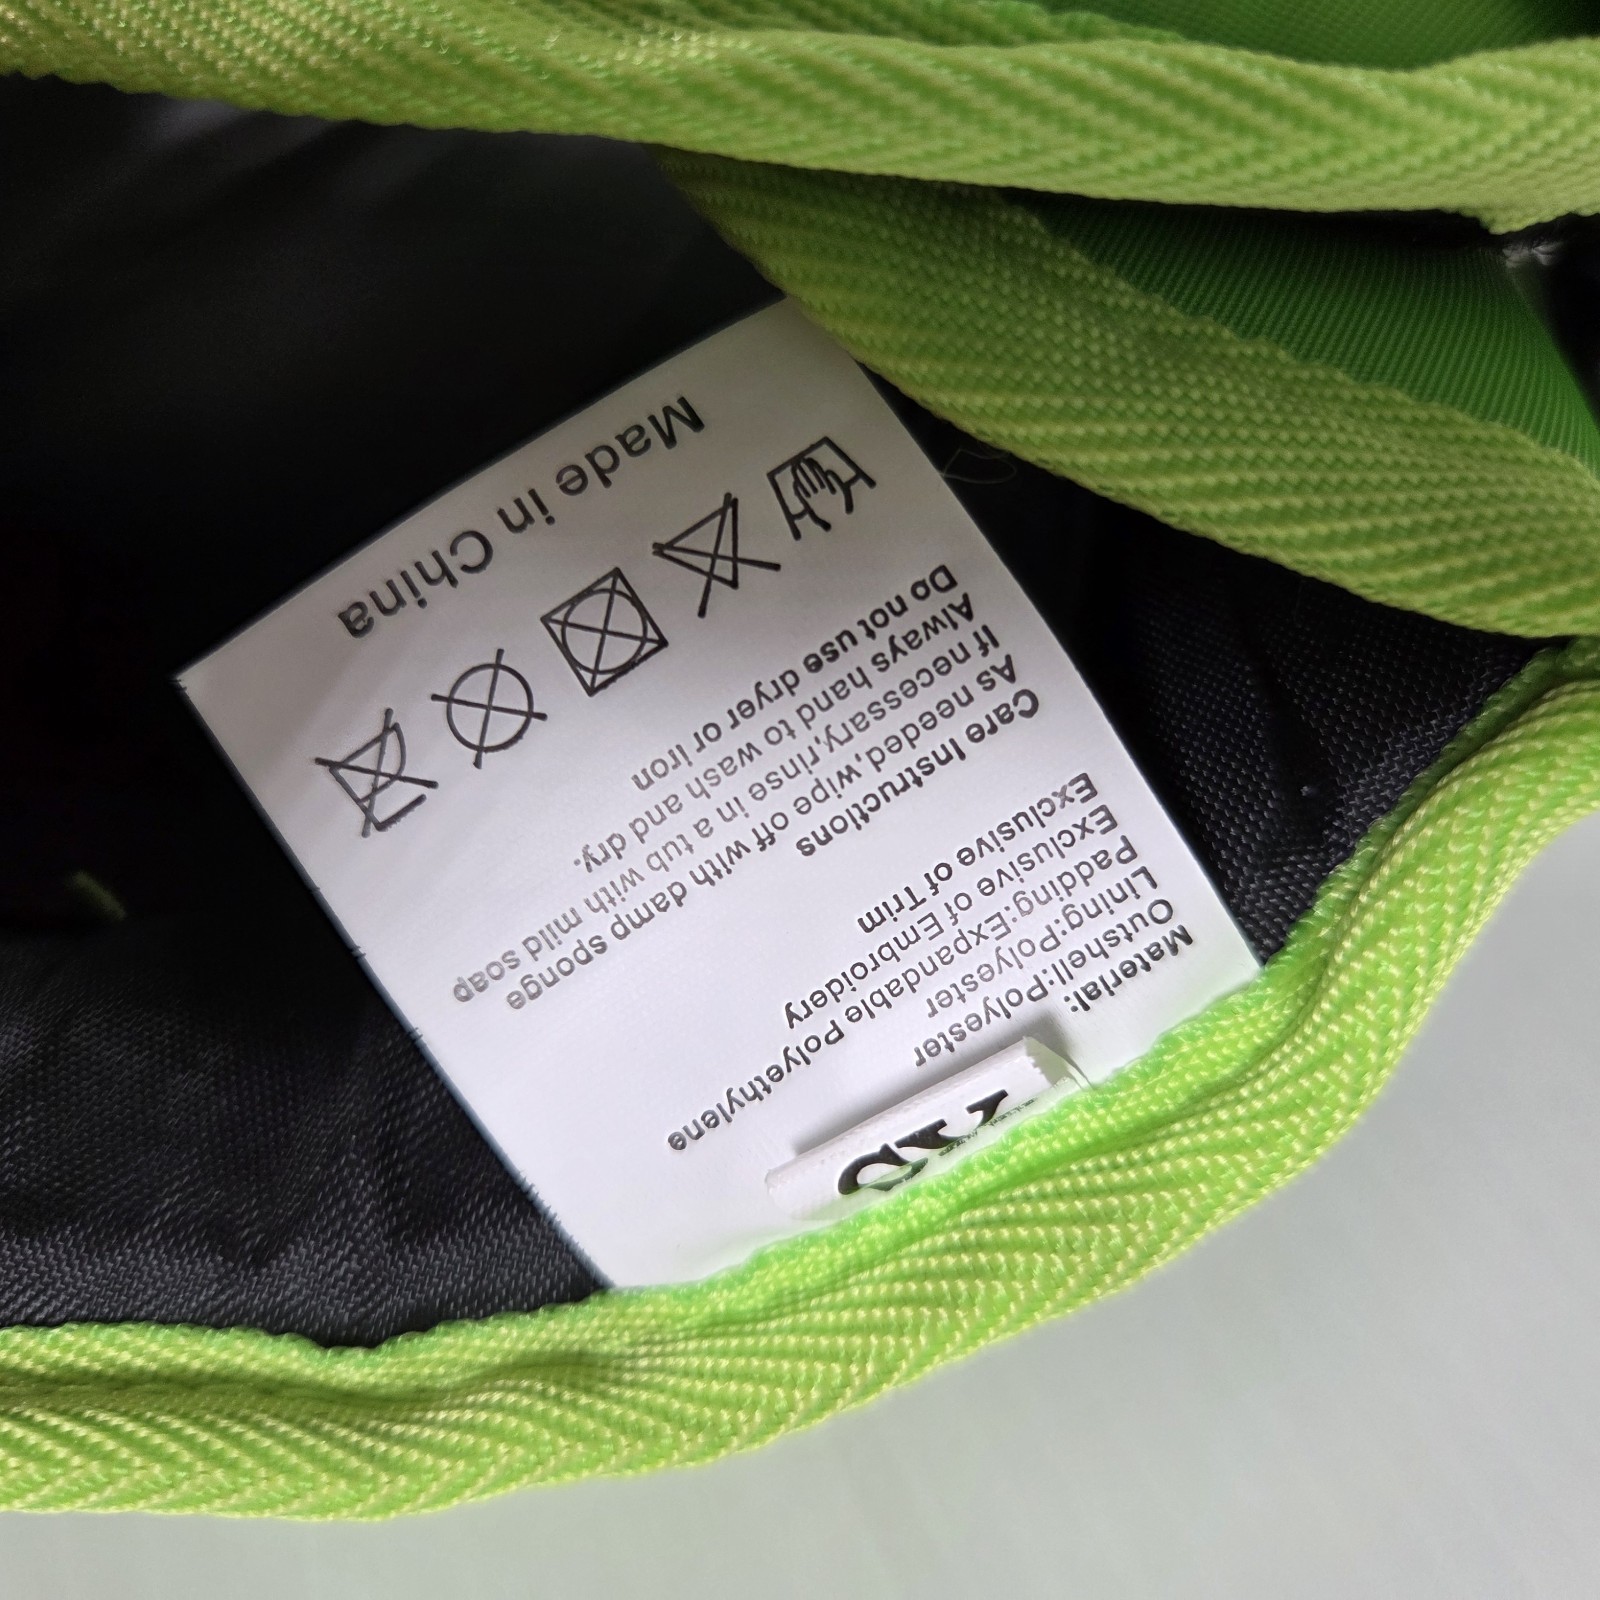 Material:
Outshell:Polyester
Lining:Polyester
Padding:Expandable Polyethylene
Exclusive of Embroidery
Exclusive of Trim
Care Instructions
As needed,wipe off with damp sponge
If necessary,rinse in a tub with mild soap
Always hand to wash and dry.
Do not use dryer or Iron
Made in China